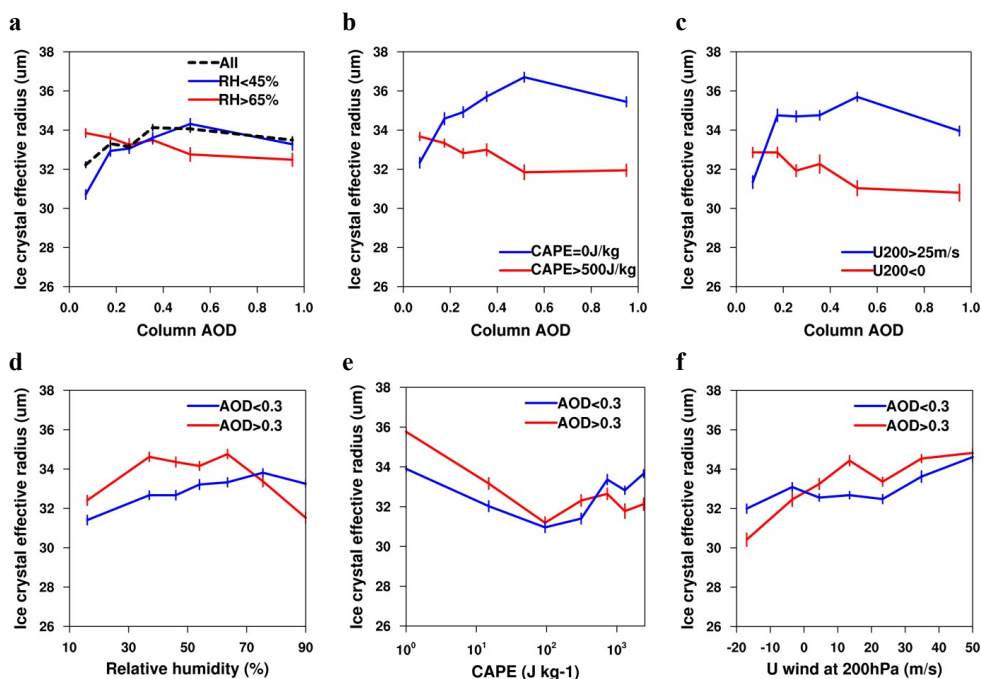 a
Ice crystal effective radius (um)
38
36
34
32
30
28
26
0.0 0.2 0.4 0.6 0.8 1.0
Column AOD
All
RH<45%
RH>65%
b
Ice crystal effective radius (um)
38
36
34
32
30
28
26
0.0 0.2 0.4 0.6 0.8 1.0
Column AOD
CAPE=0J/kg
CAPE>500J/kg
c
Ice crystal effective radius (um)
38
36
34
32
30
28
26
0.0 0.2 0.4 0.6 0.8 1.0
Column AOD
U200>25m/s
U200<0
d
Ice crystal effective radius (um)
38
36
34
32
30
28
26
10 30 50 70 90
Relative humidity (%)
AOD<0.3
AOD>0.3
e
Ice crystal effective radius (um)
38
36
34
32
30
28
26
10⁰ 10¹ 10² 10³
CAPE (J kg-1)
AOD<0.3
AOD>0.3
f
Ice crystal effective radius (um)
38
36
34
32
30
28
26
-20 -10 0 10 20 30 40 50
U wind at 200hPa (m/s)
AOD<0.3
AOD>0.3